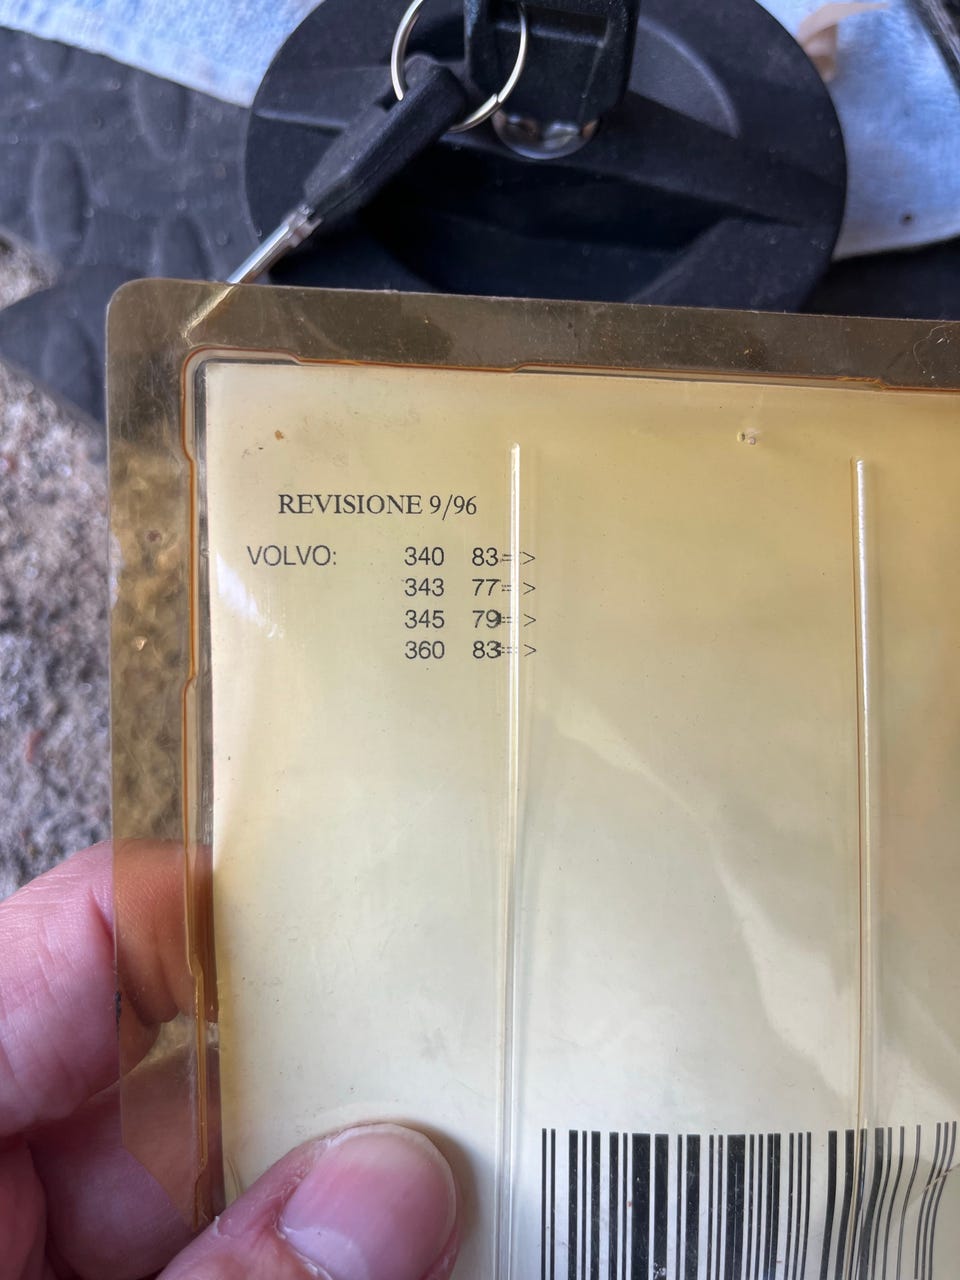 REVISIONE 9/96
VOLVO: 340 83=>
343 77=>
345 79=>
360 83=>